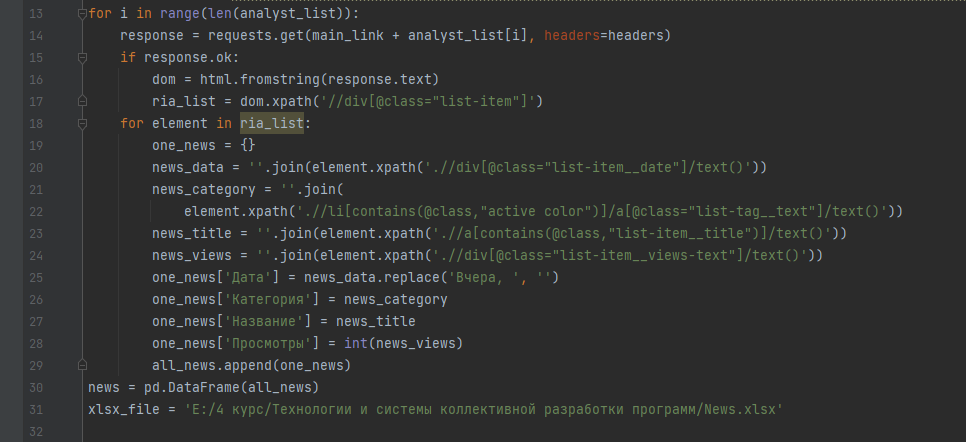 13 for i in range(len(analyst_list)):
14     response = requests.get(main_link + analyst_list[i], headers=headers)
15     if response.ok:
16         dom = html.fromstring(response.text)
17         ria_list = dom.xpath('//div[@class="list-item"]')
18     for element in ria_list:
19         one_news = {}
20         news_data = ''.join(element.xpath('.//div[@class="list-item__date"]/text()'))
21         news_category = ''.join(
22             element.xpath('.//li[contains(@class,"active color")]/a[@class="list-tag__text"]/text()'))
23         news_title = ''.join(element.xpath('.//a[contains(@class,"list-item__title")]/text()'))
24         news_views = ''.join(element.xpath('.//div[@class="list-item__views-text"]/text()'))
25         one_news['Дата'] = news_data.replace('Вчера, ', '')
26         one_news['Категория'] = news_category
27         one_news['Название'] = news_title
28         one_news['Просмотры'] = int(news_views)
29         all_news.append(one_news)
30 news = pd.DataFrame(all_news)
31 xlsx_file = 'E:/4 курс/Технологии и системы коллективной разработки программ/News.xlsx'
32